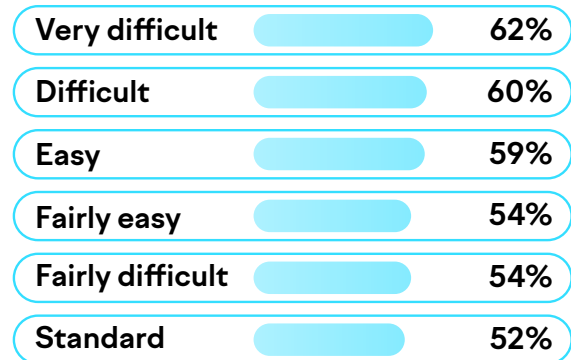 Very difficult 62%
Difficult 60%
Easy 59%
Fairly easy 54%
Fairly difficult 54%
Standard 52%